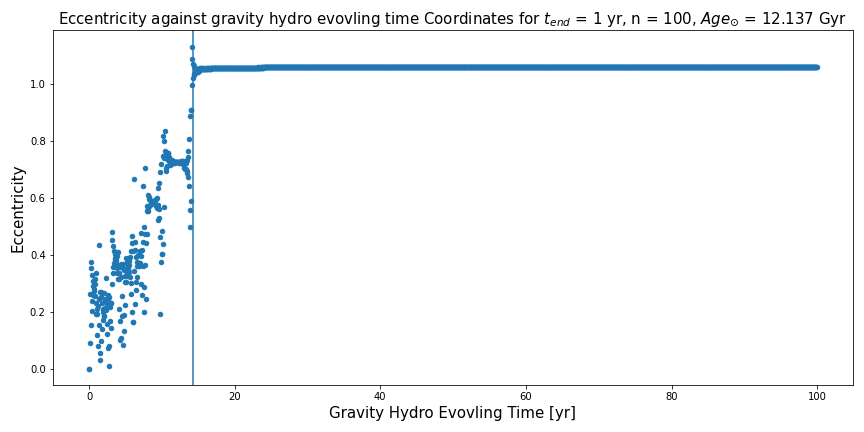 Eccentricity against gravity hydro evovling time Coordinates for $t_{end}$ = 1 yr, n = 100, $Age_{\odot}$ = 12.137 Gyr
Eccentricity
1.0
0.8
0.6
0.4
0.2
0.0
0 20 40 60 80 100
Gravity Hydro Evovling Time [yr]